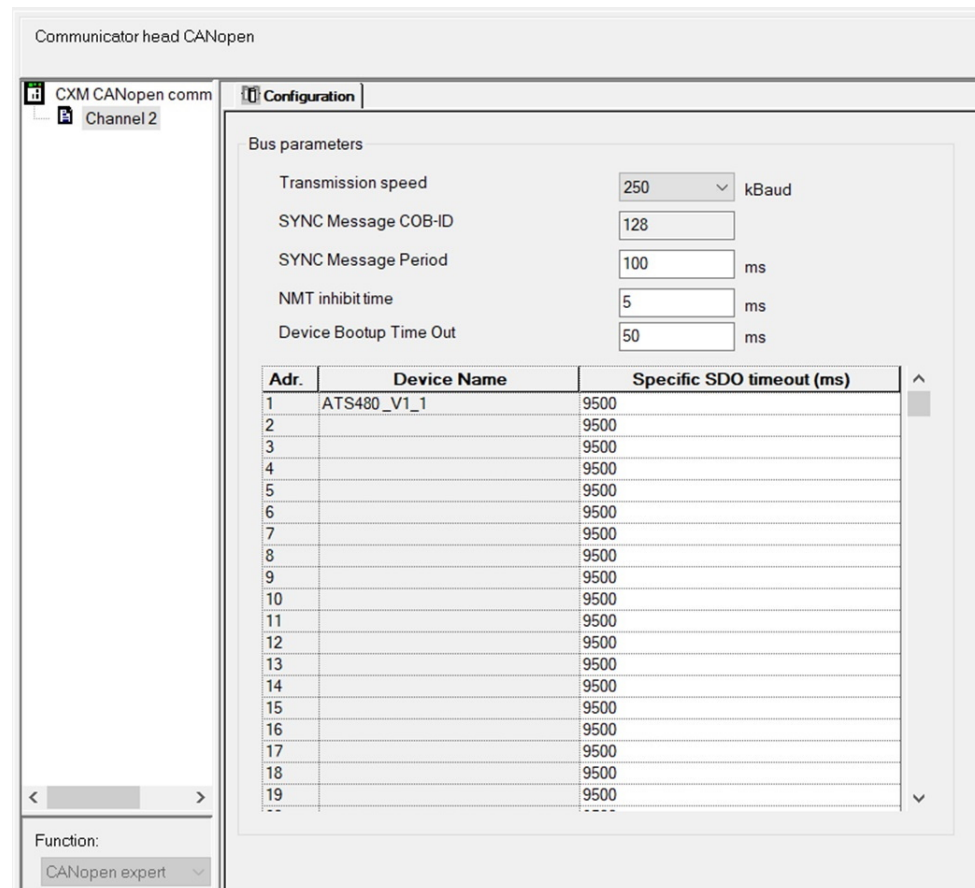 Communicator head CANopen
CXM CANopen comm
Channel 2
Configuration
Bus parameters
Transmission speed 250 kBaud
SYNC Message COB-ID 128
SYNC Message Period 100 ms
NMT inhibit time 5 ms
Device Bootup Time Out 50 ms
Adr. Device Name Specific SDO timeout (ms)
1 ATS480_V1_1 9500
2 9500
3 9500
4 9500
5 9500
6 9500
7 9500
8 9500
9 9500
10 9500
11 9500
12 9500
13 9500
14 9500
15 9500
16 9500
17 9500
18 9500
19 9500
Function:
CANopen expert